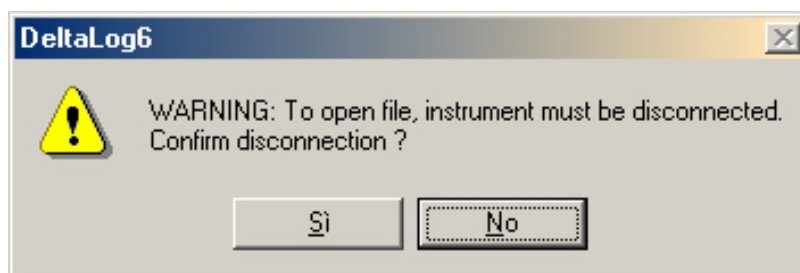 DeltaLog6
WARNING: To open file, instrument must be disconnected.
Confirm disconnection ?
Sì
No